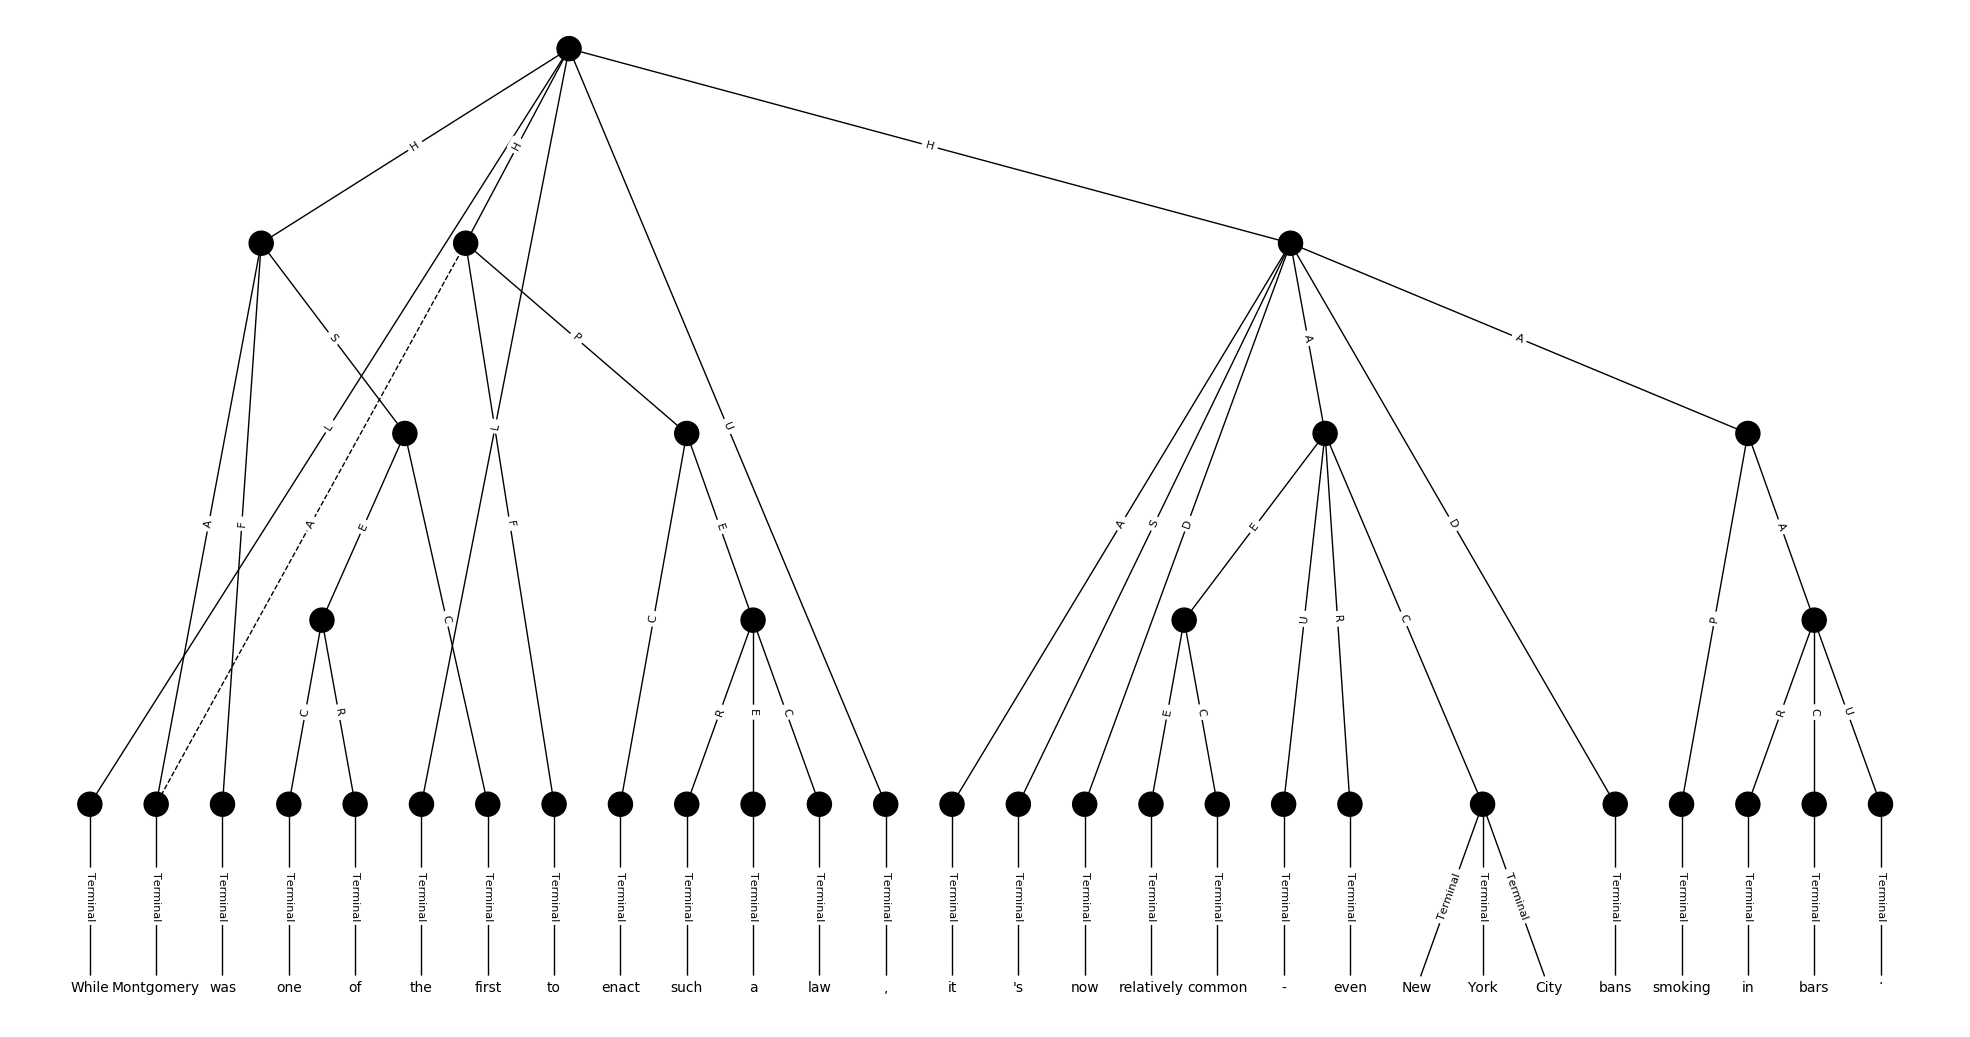 H H H
S P A A
L L U
A F A E F E A S D E D A
C C U R C P
C R R E C E C R C U
Terminal Terminal Terminal Terminal Terminal Terminal Terminal Terminal Terminal Terminal Terminal Terminal Terminal Terminal Terminal Terminal Terminal Terminal Terminal Terminal Terminal Terminal Terminal Terminal Terminal Terminal Terminal Terminal
While Montgomery was one of the first to enact such a law , it 's now relatively common - even New York City bans smoking in bars .